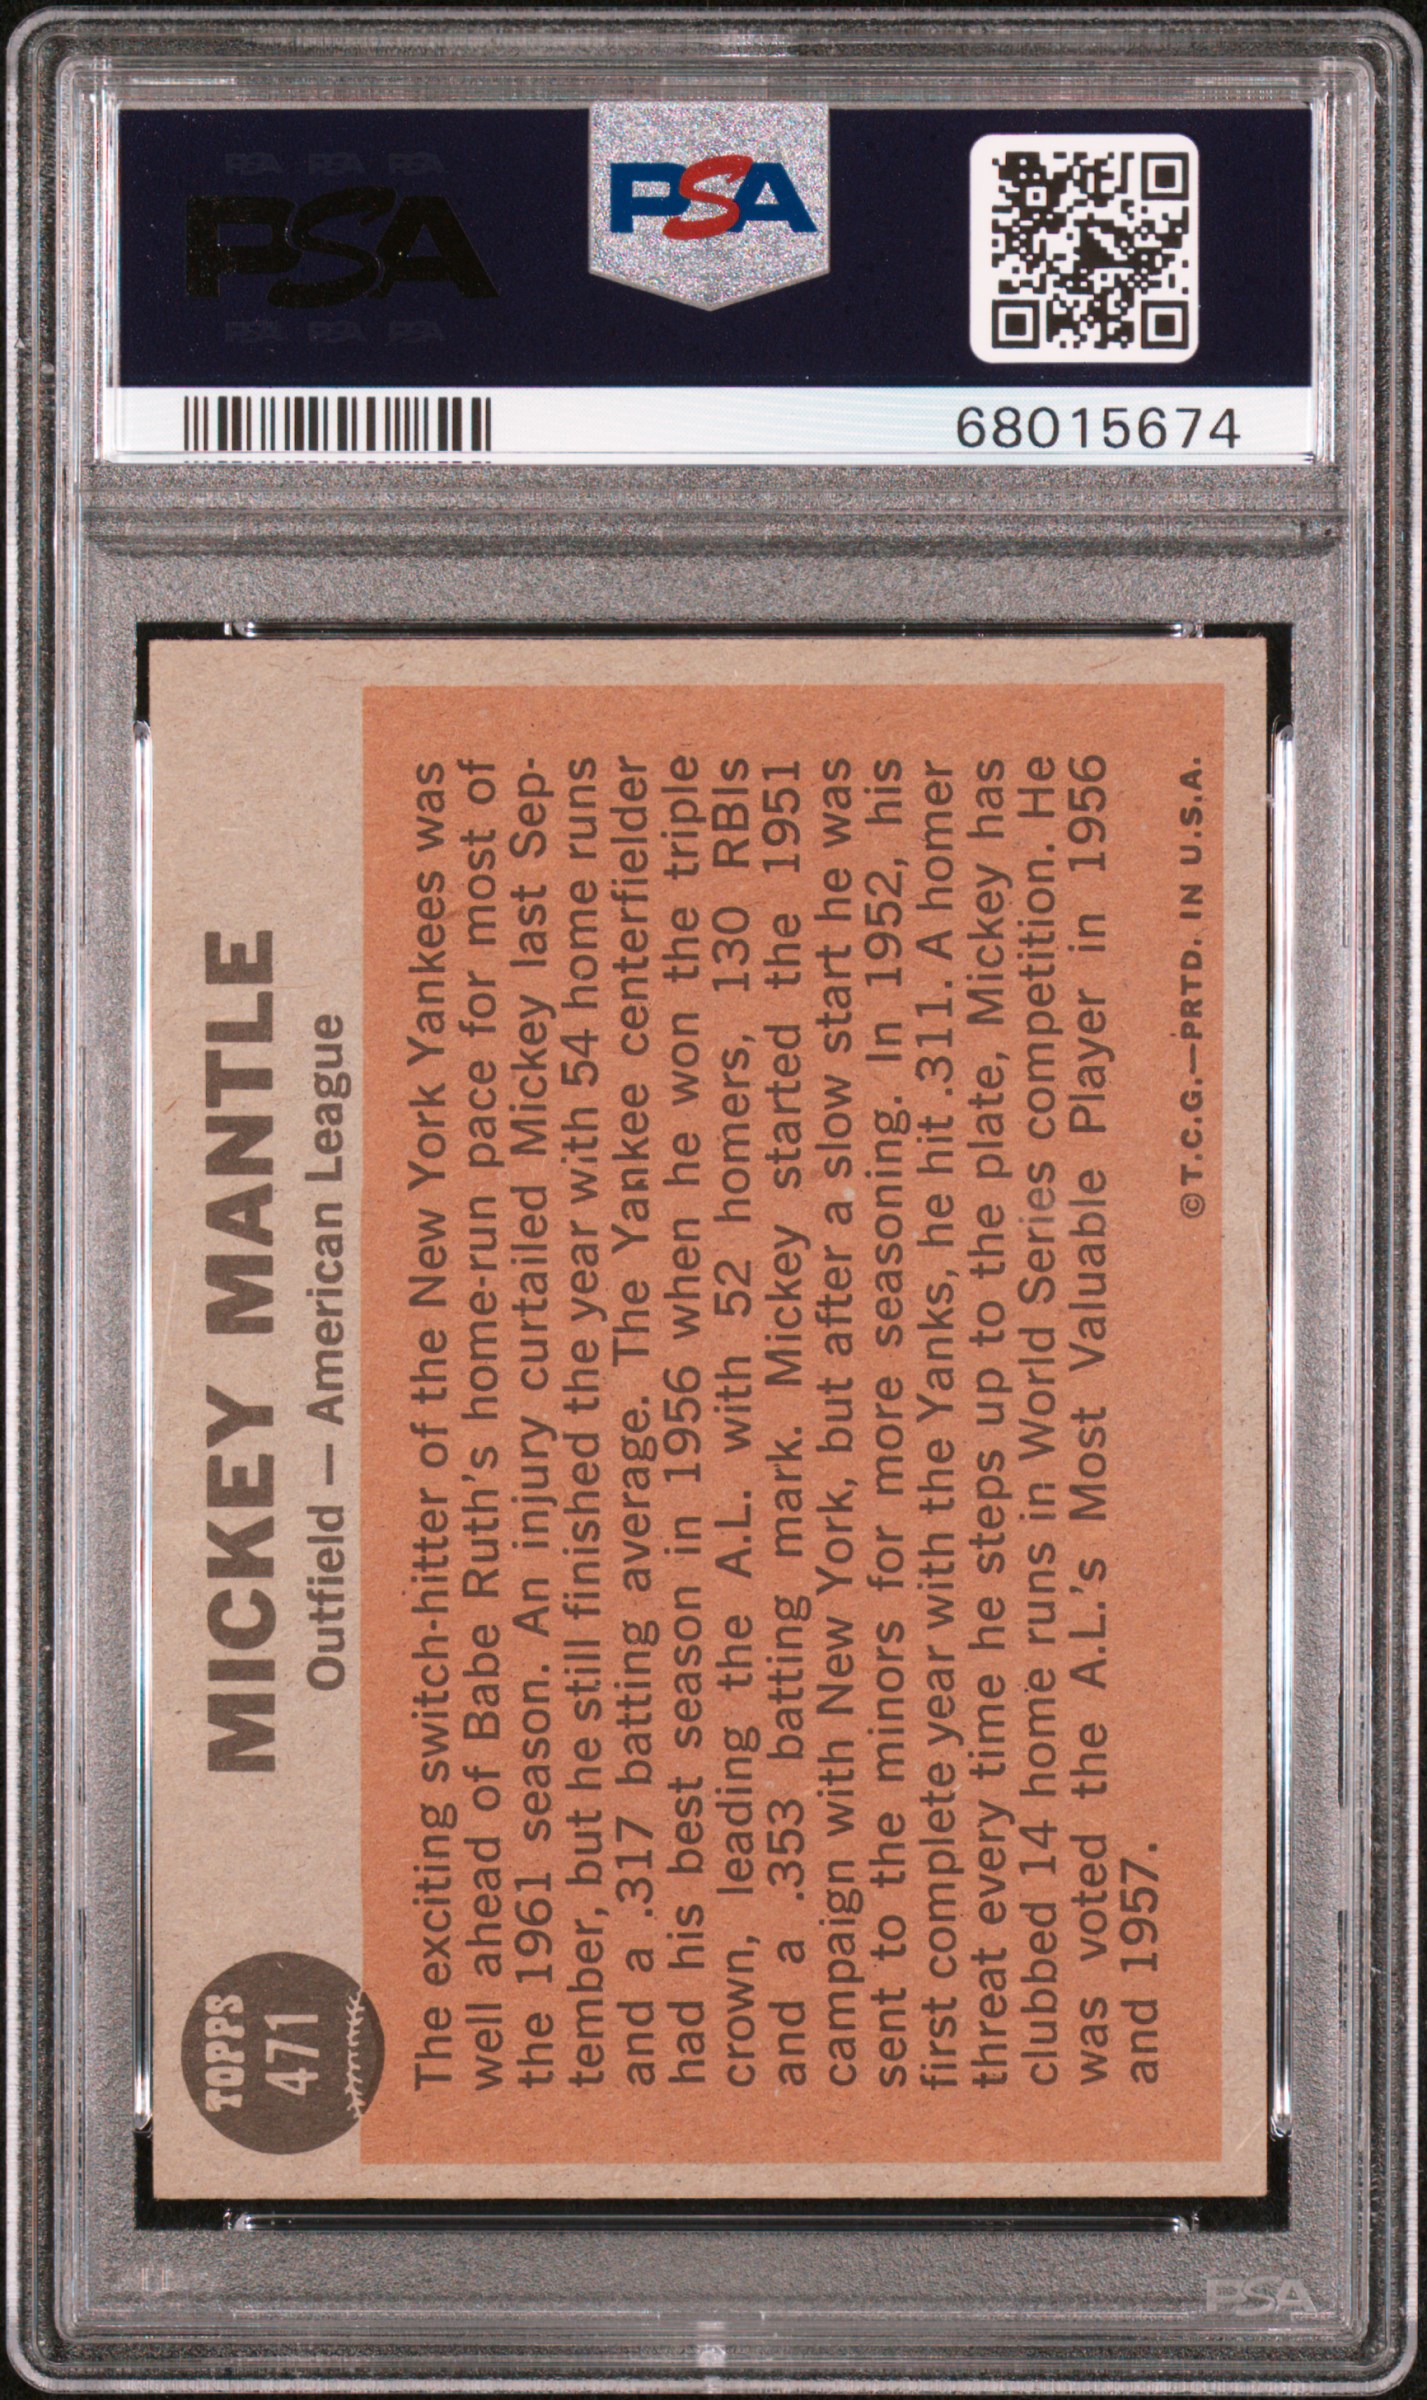 PSA PSA PSA
PSA
PSA PSA PSA
PSA
68015674
TOPPS
471
MICKEY MANTLE
Outfield — American League
The exciting switch-hitter of the New York Yankees was
well ahead of Babe Ruth's home-run pace for most of
the 1961 season. An injury curtailed Mickey last Sep-
tember, but he still finished the year with 54 home runs
and a .317 batting average. The Yankee centerfielder
had his best season in 1956 when he won the triple
crown, leading the A.L. with 52 homers, 130 RBIs
and a .353 batting mark. Mickey started the 1951
campaign with New York, but after a slow start he was
sent to the minors for more seasoning. In 1952, his
first complete year with the Yanks, he hit .311. A homer
threat every time he steps up to the plate, Mickey has
clubbed 14 home runs in World Series competition. He
was voted the A.L.'s Most Valuable Player in 1956
and 1957.
©T.C.G.—PRTD. IN U.S.A.
PSA